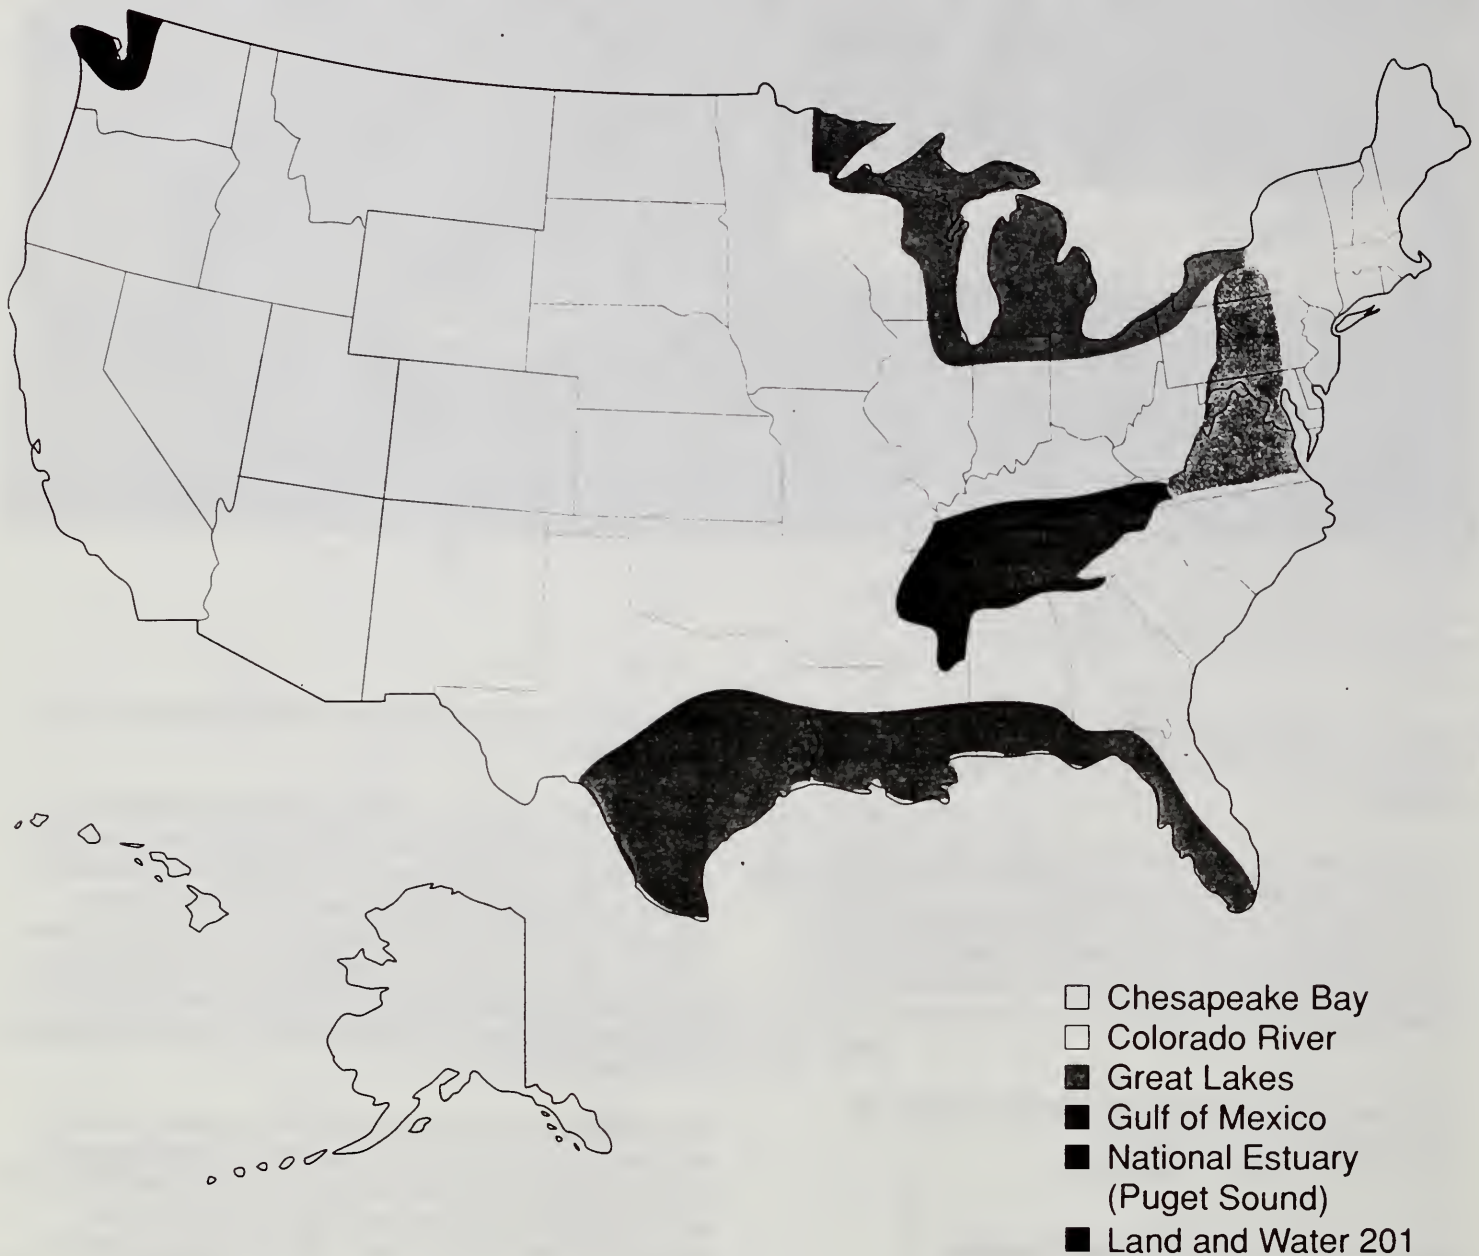 Chesapeake Bay
Colorado River
Great Lakes
Gulf of Mexico
National Estuary
(Puget Sound)
Land and Water 201